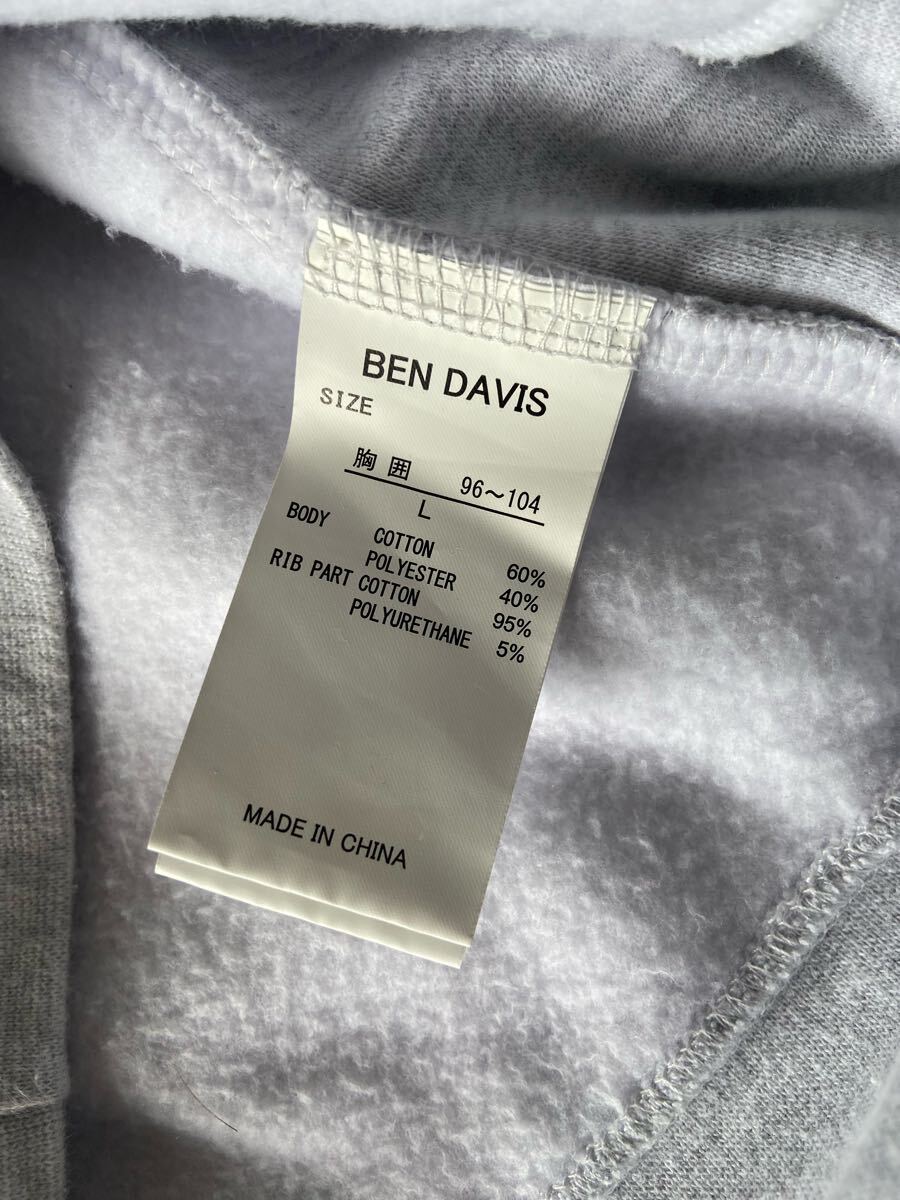 BEN DAVIS
SIZE
胸囲 96～104
L
BODY COTTON 60%
POLYESTER 40%
RIB PART COTTON 95%
POLYURETHANE 5%
MADE IN CHINA